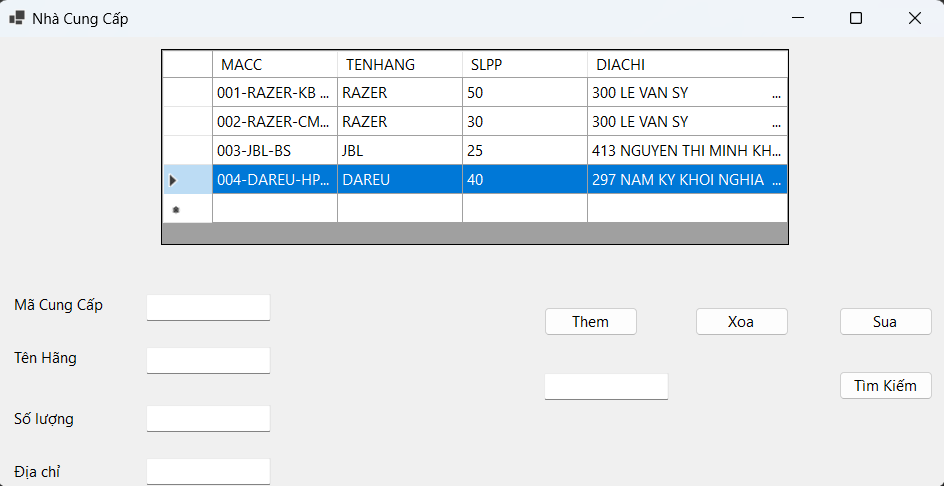 Nhà Cung Cấp
MACC TENHANG SLPP DIACHI
001-RAZER-KB ... RAZER 50 300 LE VAN SY ...
002-RAZER-CM... RAZER 30 300 LE VAN SY ...
003-JBL-BS JBL 25 413 NGUYEN THI MINH KH...
004-DAREU-HP... DAREU 40 297 NAM KY KHOI NGHIA ...
Mã Cung Cấp
Them Xoa Sua
Tên Hãng
Tìm Kiếm
Số lượng
Địa chỉ